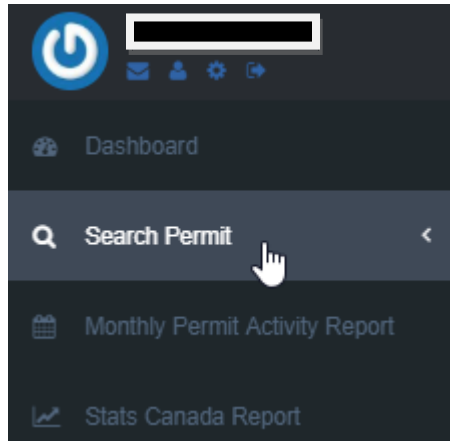 Dashboard
Search Permit
Monthly Permit Activity Report
Stats Canada Report